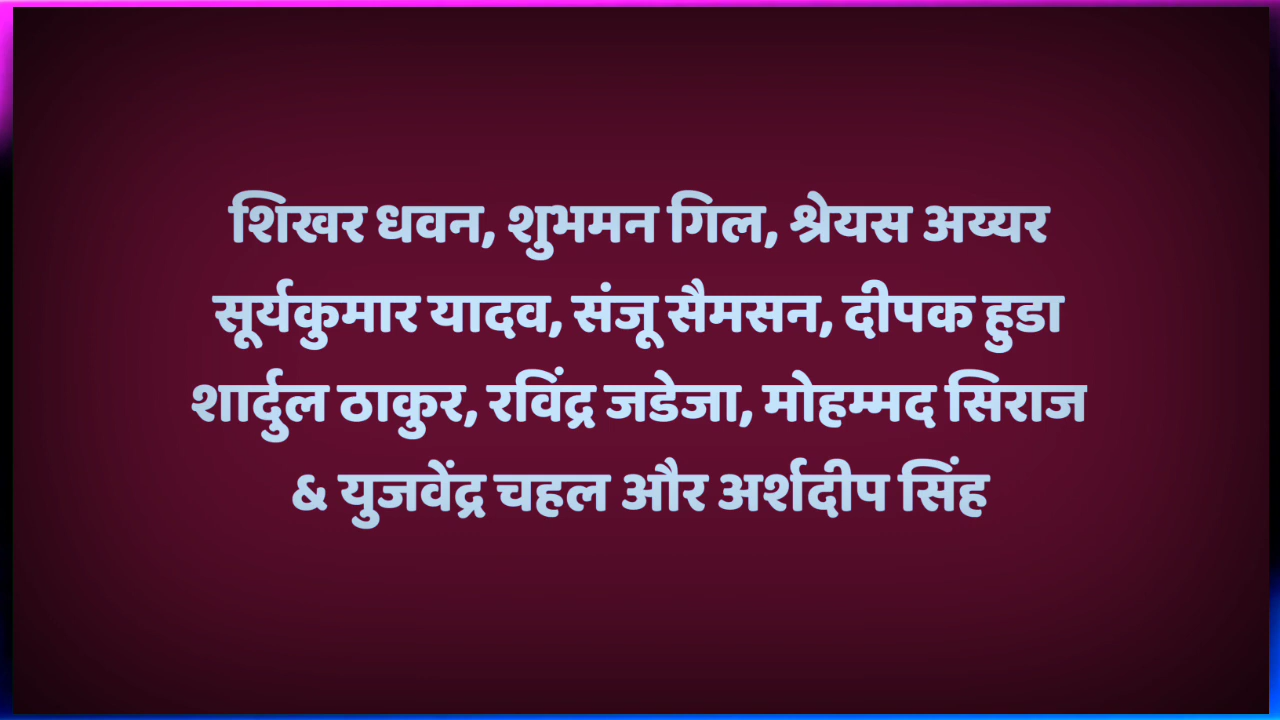 शिखर धवन, शुभमन गिल, श्रेयस अय्यर
सूर्यकुमार यादव, संजू सैमसन, दीपक हुडा
शार्दुल ठाकुर, रविंद्र जडेजा, मोहम्मद सिराज
& युजवेंद्र चहल और अर्शदीप सिंह